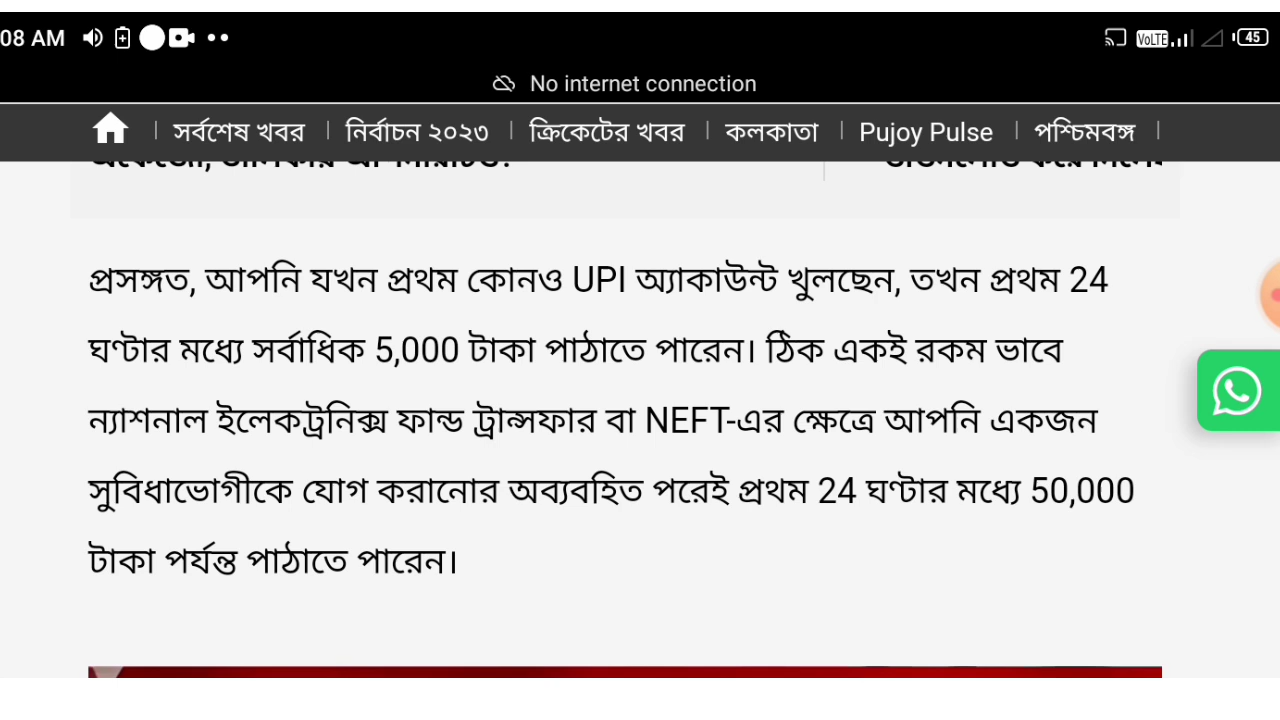 08 AM
VoLTE 45
No internet connection
সর্বশেষ খবর নির্বাচন ২০২৩ ক্রিকেটের খবর কলকাতা Pujoy Pulse পশ্চিমবঙ্গ
প্রসঙ্গত, আপনি যখন প্রথম কোনও UPI অ্যাকাউন্ট খুলছেন, তখন প্রথম 24
ঘণ্টার মধ্যে সর্বাধিক 5,000 টাকা পাঠাতে পারেন। ঠিক একই রকম ভাবে
ন্যাশনাল ইলেকট্রনিক্স ফান্ড ট্রান্সফার বা NEFT-এর ক্ষেত্রে আপনি একজন
সুবিধাভোগীকে যোগ করানোর অব্যবহিত পরেই প্রথম 24 ঘণ্টার মধ্যে 50,000
টাকা পর্যন্ত পাঠাতে পারেন।